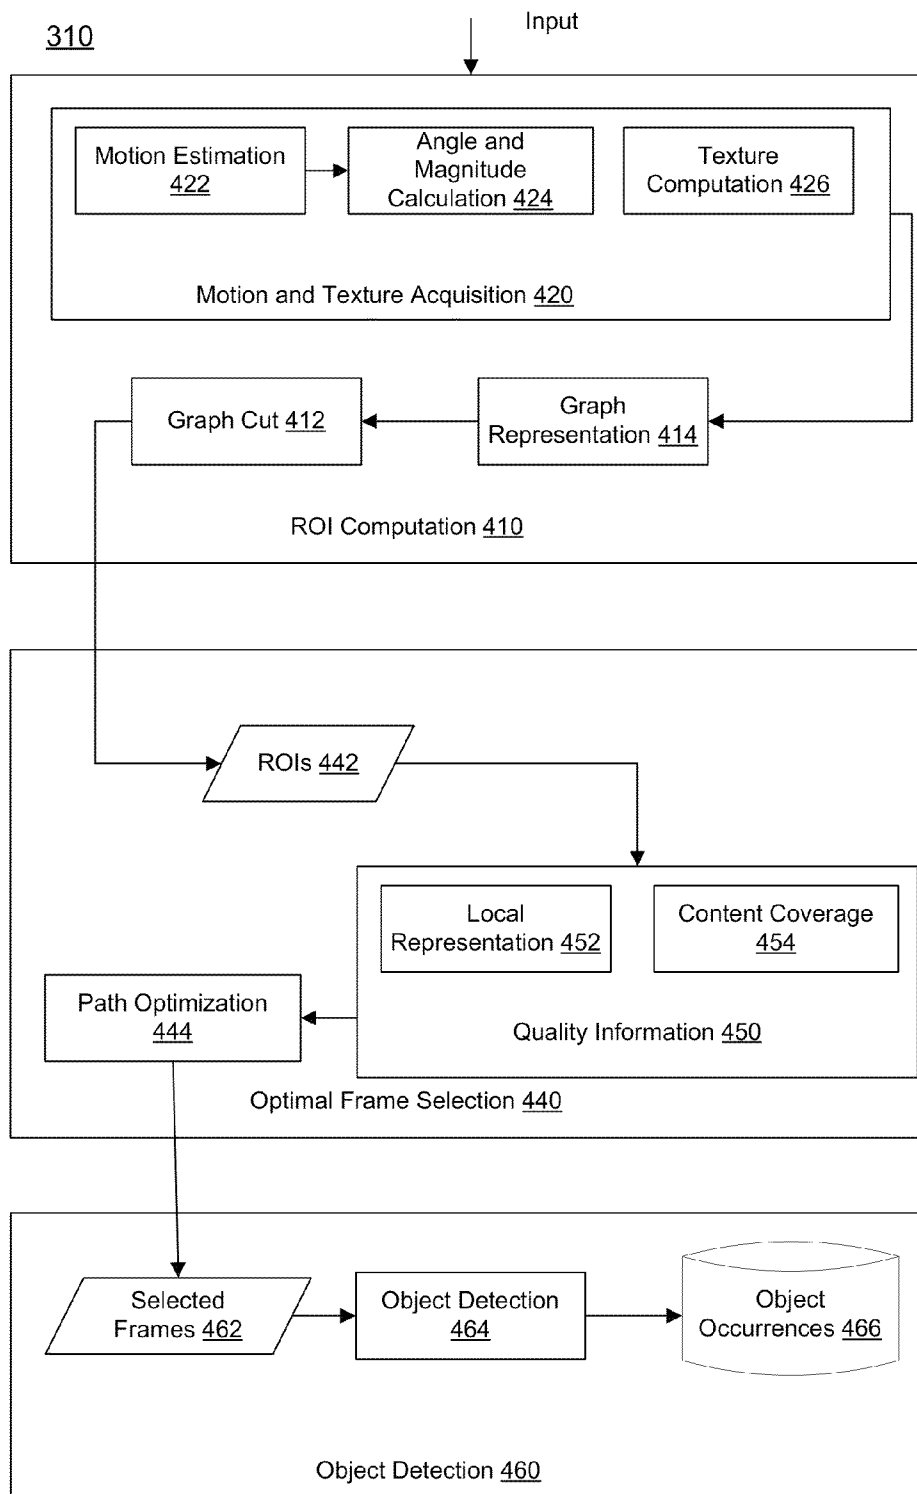 Input
310
Motion Estimation
422
Angle and
Magnitude
Calculation 424
Texture
Computation 426
Motion and Texture Acquisition 420
Graph Cut 412
Graph
Representation 414
ROI Computation 410
ROIs 442
Local
Representation 452
Content Coverage
454
Path Optimization
444
Quality Information 450
Optimal Frame Selection 440
Selected
Frames 462
Object Detection
464
Object
Occurrences 466
Object Detection 460